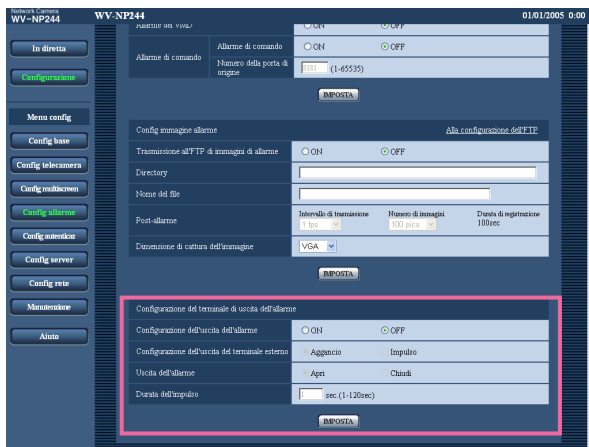 Network Camera
WV-NP244
WV-NP244
01/01/2005 0:00
In diretta
Configurazione
Menu config
Config base
Config telecamera
Config multiscreen
Config allarme
Config autenticaz
Config server
Config rete
Manutenzione
Aiuto
Allarme del VMD
ON OFF
Allarme di comando
Allarme di comando
ON OFF
Numero della porta di origine
8181 (1-65535)
IMPOSTA
Config immagine allarme
Alla configurazione dell'FTP
Trasmissione all'FTP di immagini di allarme
ON OFF
Directory
Nome del file
Post-allarme
Intervallo di trasmissione
1 fps
Numero di immagini
100 pics
Durata di registrazione
100sec
Dimensione di cattura dell'immagine
VGA
IMPOSTA
Configurazione del terminale di uscita dell'allarme
Configurazione dell'uscita dell'allarme
ON OFF
Configurazione dell'uscita del terminale esterno
Aggancio Impulso
Uscita dell'allarme
Apri Chiudi
Durata dell'impulso
1 sec.(1-120sec)
IMPOSTA